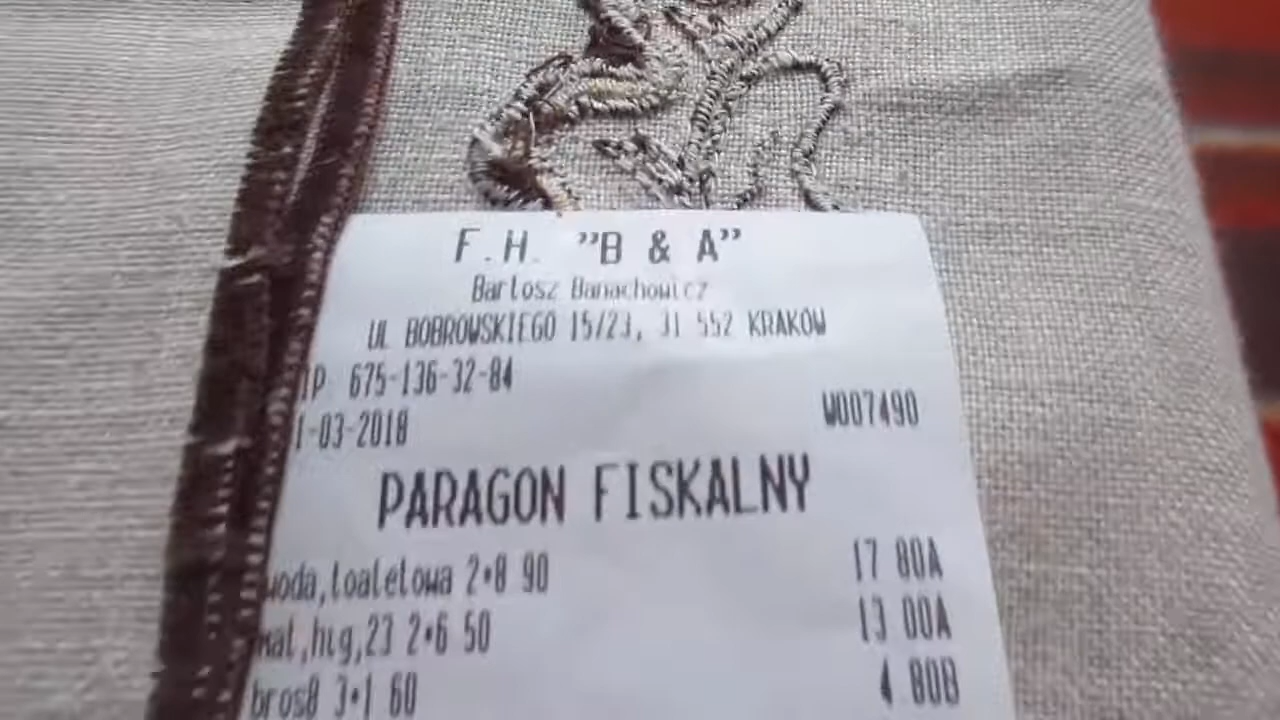 F.H. "B & A"
Bartosz Banachowicz
UL BOBROWSKIEGO 15/23, 31 552 KRAKOW
IP 675-136-32-84
1-03-2018 W007490
PARAGON FISKALNY
woda,toaletowa 2*8 90 17 80A
mat,hig,23 2*6 50 13 00A
bros8 3*1 60 4 80B